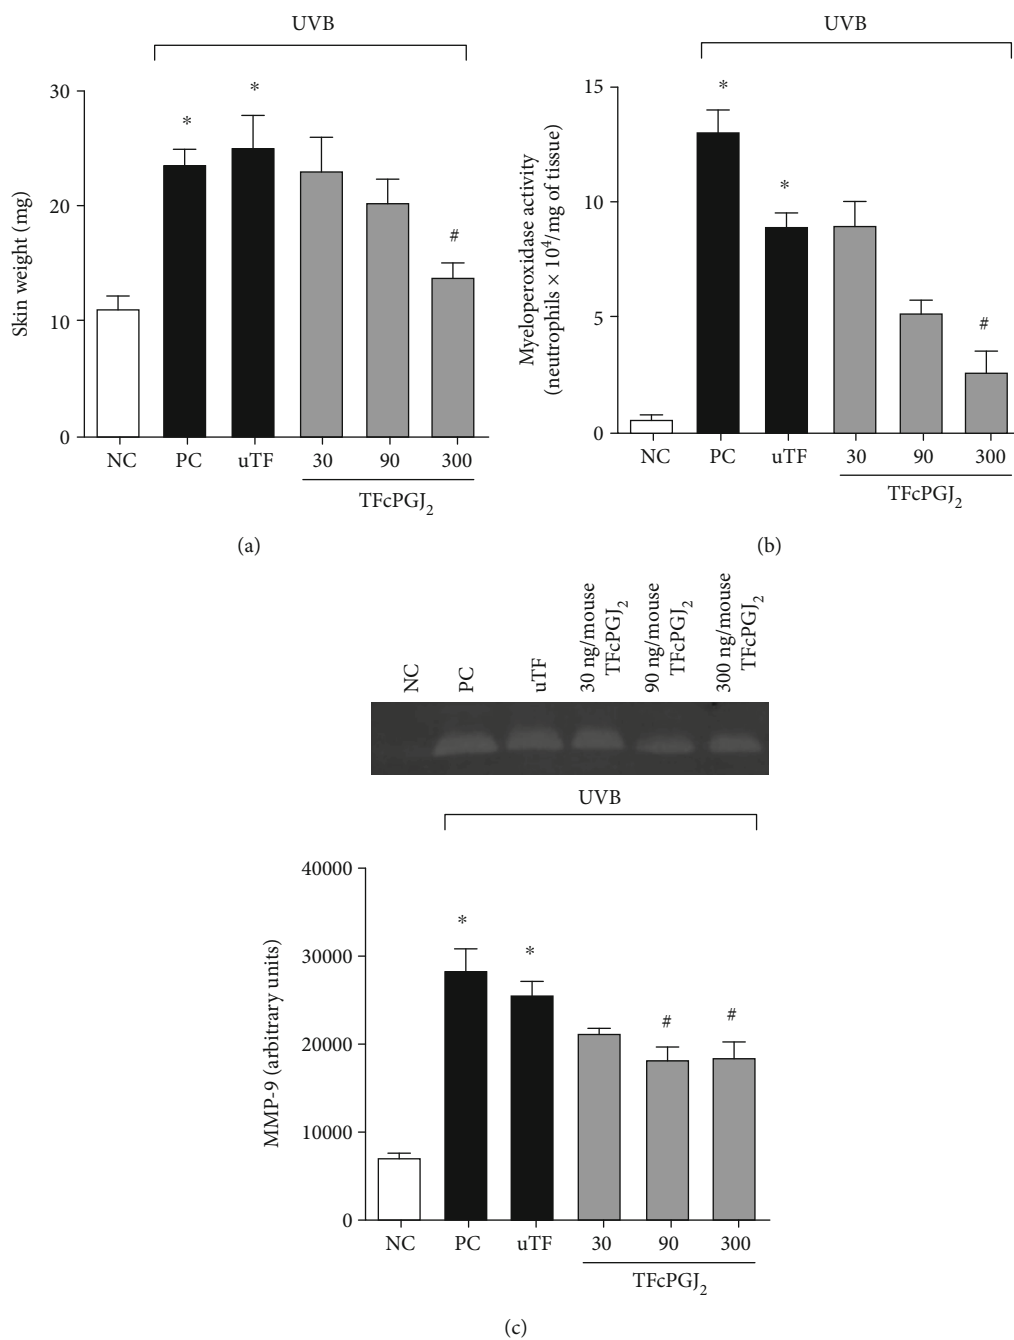 UVB
*
*
#
30
20
10
0
Skin weight (mg)
NC PC uTF 30 90 300
TFcPGJ₂
(a)
UVB
*
*
#
15
10
5
0
Myeloperoxidase activity
(neutrophils × 10⁴/mg of tissue)
NC PC uTF 30 90 300
TFcPGJ₂
(b)
NC
PC
uTF
30 ng/mouse
TFcPGJ₂
90 ng/mouse
TFcPGJ₂
300 ng/mouse
TFcPGJ₂
UVB
*
*
#
#
40000
30000
20000
10000
0
MMP-9 (arbitrary units)
NC PC uTF 30 90 300
TFcPGJ₂
(c)